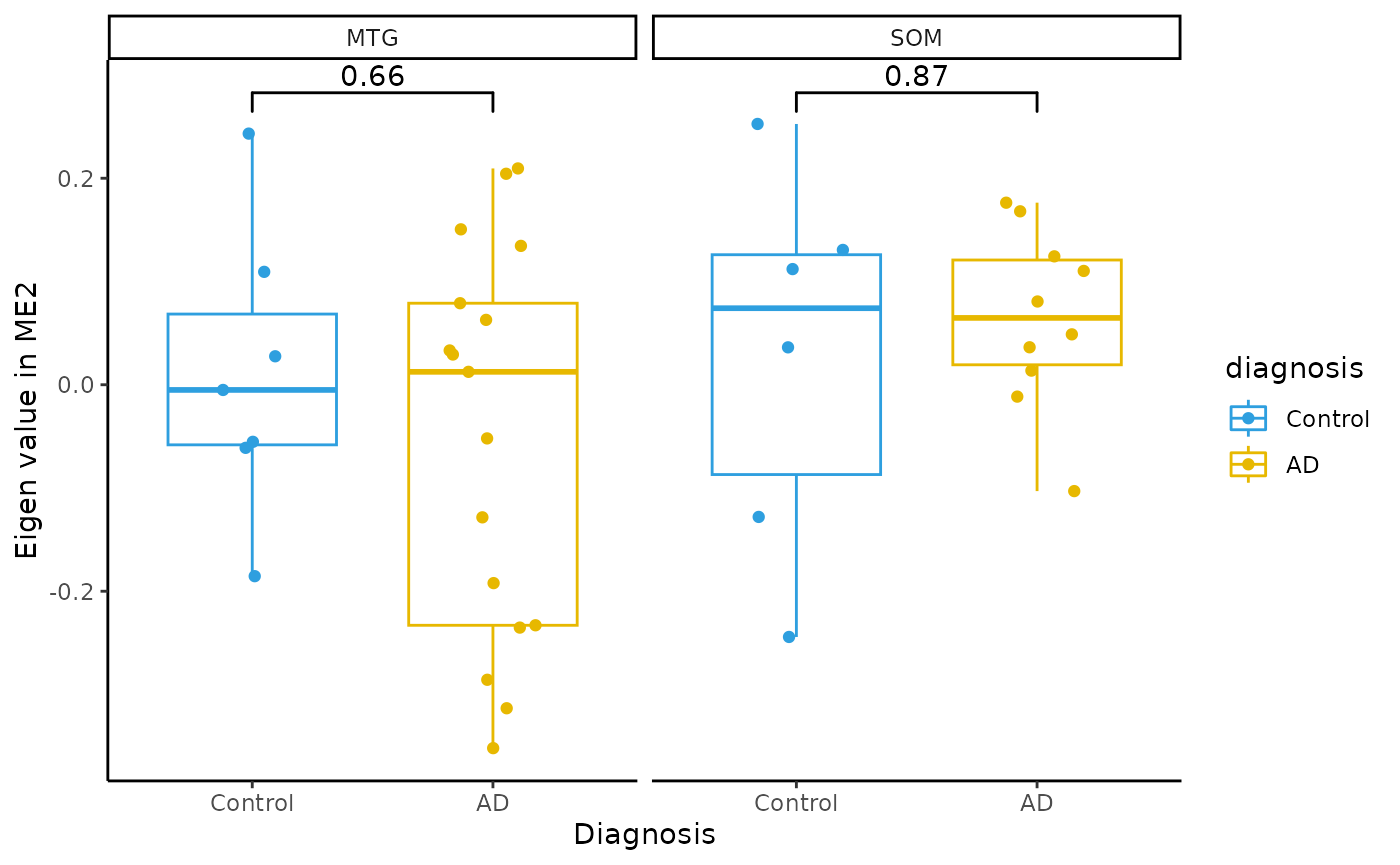 MTG
SOM
0.66
0.87
0.2
0.0
-0.2
Eigen value in ME2
Control
AD
Control
AD
Diagnosis
diagnosis
Control
AD